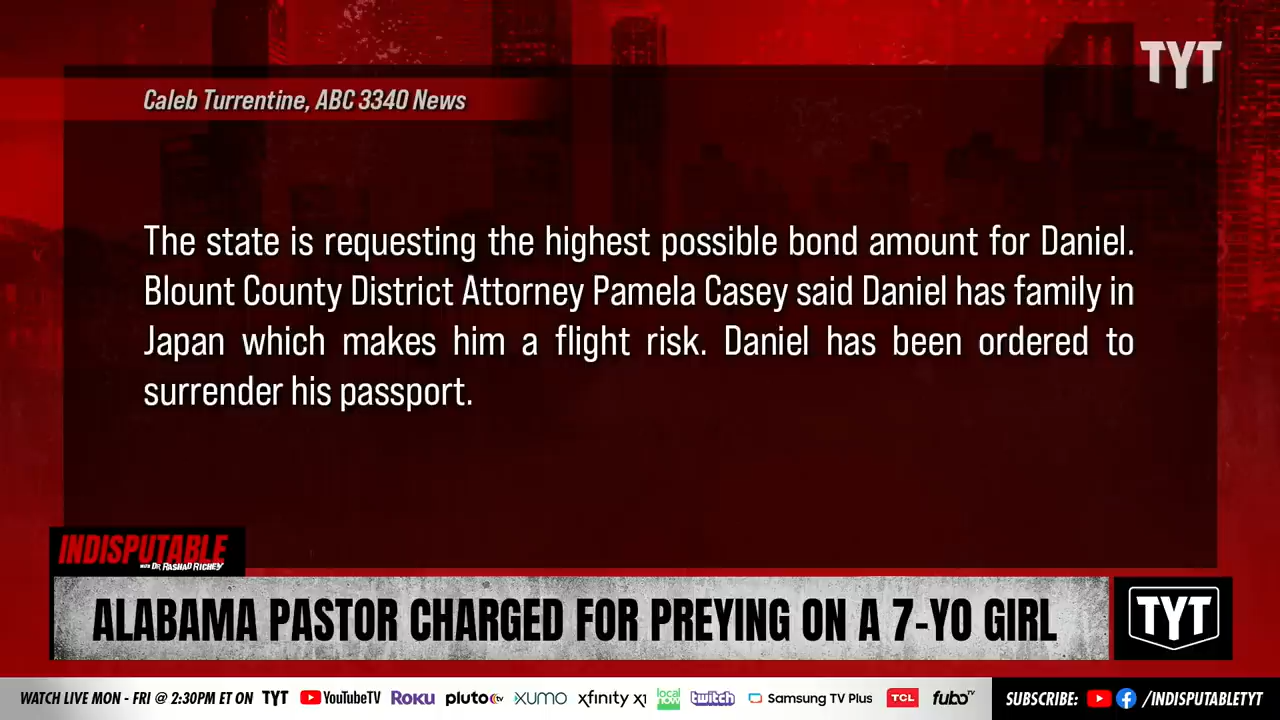 TYT
Caleb Turrentine, ABC 3340 News
The state is requesting the highest possible bond amount for Daniel.
Blount County District Attorney Pamela Casey said Daniel has family in
Japan which makes him a flight risk. Daniel has been ordered to
surrender his passport.
INDISPUTABLE
WITH DR. RASHAD RICHEY
ALABAMA PASTOR CHARGED FOR PREYING ON A 7-YO GIRL
TYT
WATCH LIVE MON - FRI @ 2:30PM ET ON TYT YouTubeTV ROKU pluto tv XUMO xfinity X1 local now twitch SAMSUNG TV Plus TCL fubo TV SUBSCRIBE: /INDISPUTABLETYT